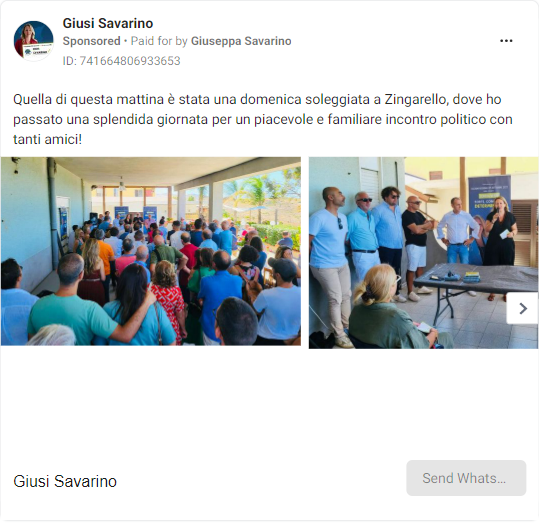 Giusi Savarino
Sponsored • Paid for by Giuseppa Savarino
ID: 741664806933653
Quella di questa mattina è stata una domenica soleggiata a Zingarello, dove ho
passato una splendida giornata per un piacevole e familiare incontro politico con
tanti amici!
Giusi Savarino
Send Whats...